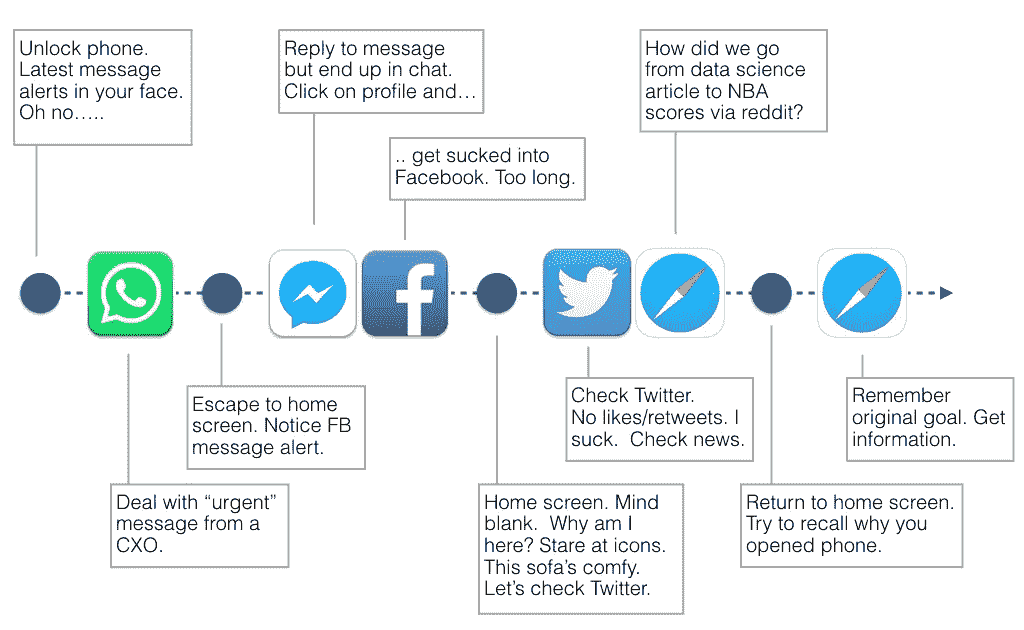 Unlock phone.
Latest message
alerts in your face.
Oh no…..
Reply to message
but end up in chat.
Click on profile and…
How did we go
from data science
article to NBA
scores via reddit?
.. get sucked into
Facebook. Too long.
Escape to home
screen. Notice FB
message alert.
Check Twitter.
No likes/retweets. I
suck.  Check news.
Remember
original goal. Get
information.
Deal with “urgent”
message from a
CXO.
Home screen. Mind
blank.  Why am I
here? Stare at icons.
This sofa’s comfy.
Let’s check Twitter.
Return to home screen.
Try to recall why you
opened phone.